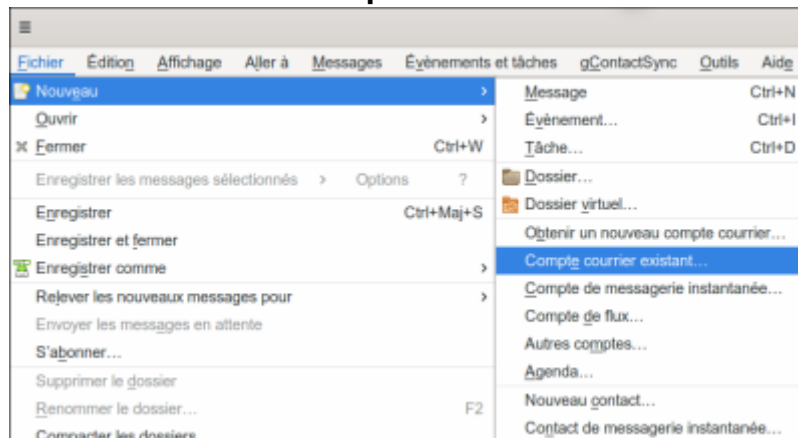 Fichier Édition Affichage Aller à Messages Évènements et tâches gContactSync Outils Aide
Nouveau >
Ouvrir >
Fermer Ctrl+W
Enregistrer les messages sélectionnés > Options ?
Enregistrer Ctrl+Maj+S
Enregistrer et fermer
Enregistrer comme >
Relever les nouveaux messages pour >
Envoyer les messages en attente
S'abonner...
Supprimer le dossier
Renommer le dossier... F2
Compacter les dossiers
Message Ctrl+N
Évènement... Ctrl+I
Tâche... Ctrl+D
Dossier...
Dossier virtuel...
Obtenir un nouveau compte courrier...
Compte courrier existant...
Compte de messagerie instantanée...
Compte de flux...
Autres comptes...
Agenda...
Nouveau contact...
Contact de messagerie instantanée...